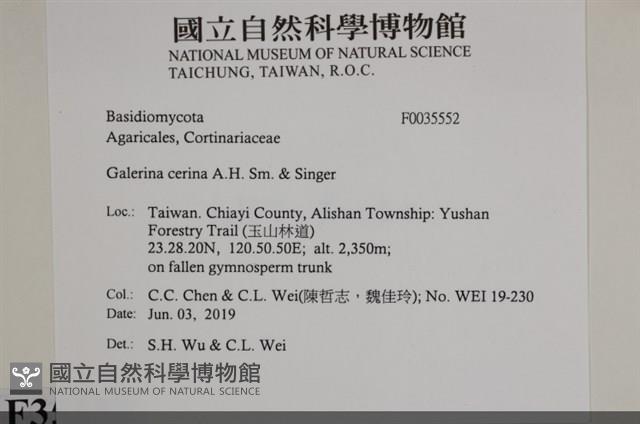 國立自然科學博物館
NATIONAL MUSEUM OF NATURAL SCIENCE
TAICHUNG, TAIWAN, R.O.C.
Basidiomycota F0035552
Agaricales, Cortinariaceae
Galerina cerina A.H. Sm. & Singer
Loc.: Taiwan. Chiayi County, Alishan Township: Yushan
Forestry Trail (玉山林道)
23.28.20N, 120.50.50E; alt. 2,350m;
on fallen gymnosperm trunk
Col.: C.C. Chen & C.L. Wei(陳哲志，魏佳玲); No. WEI 19-230
Date: Jun. 03, 2019
Det.: S.H. Wu & C.L. Wei
國立自然科學博物館
NATIONAL MUSEUM OF NATURAL SCIENCE